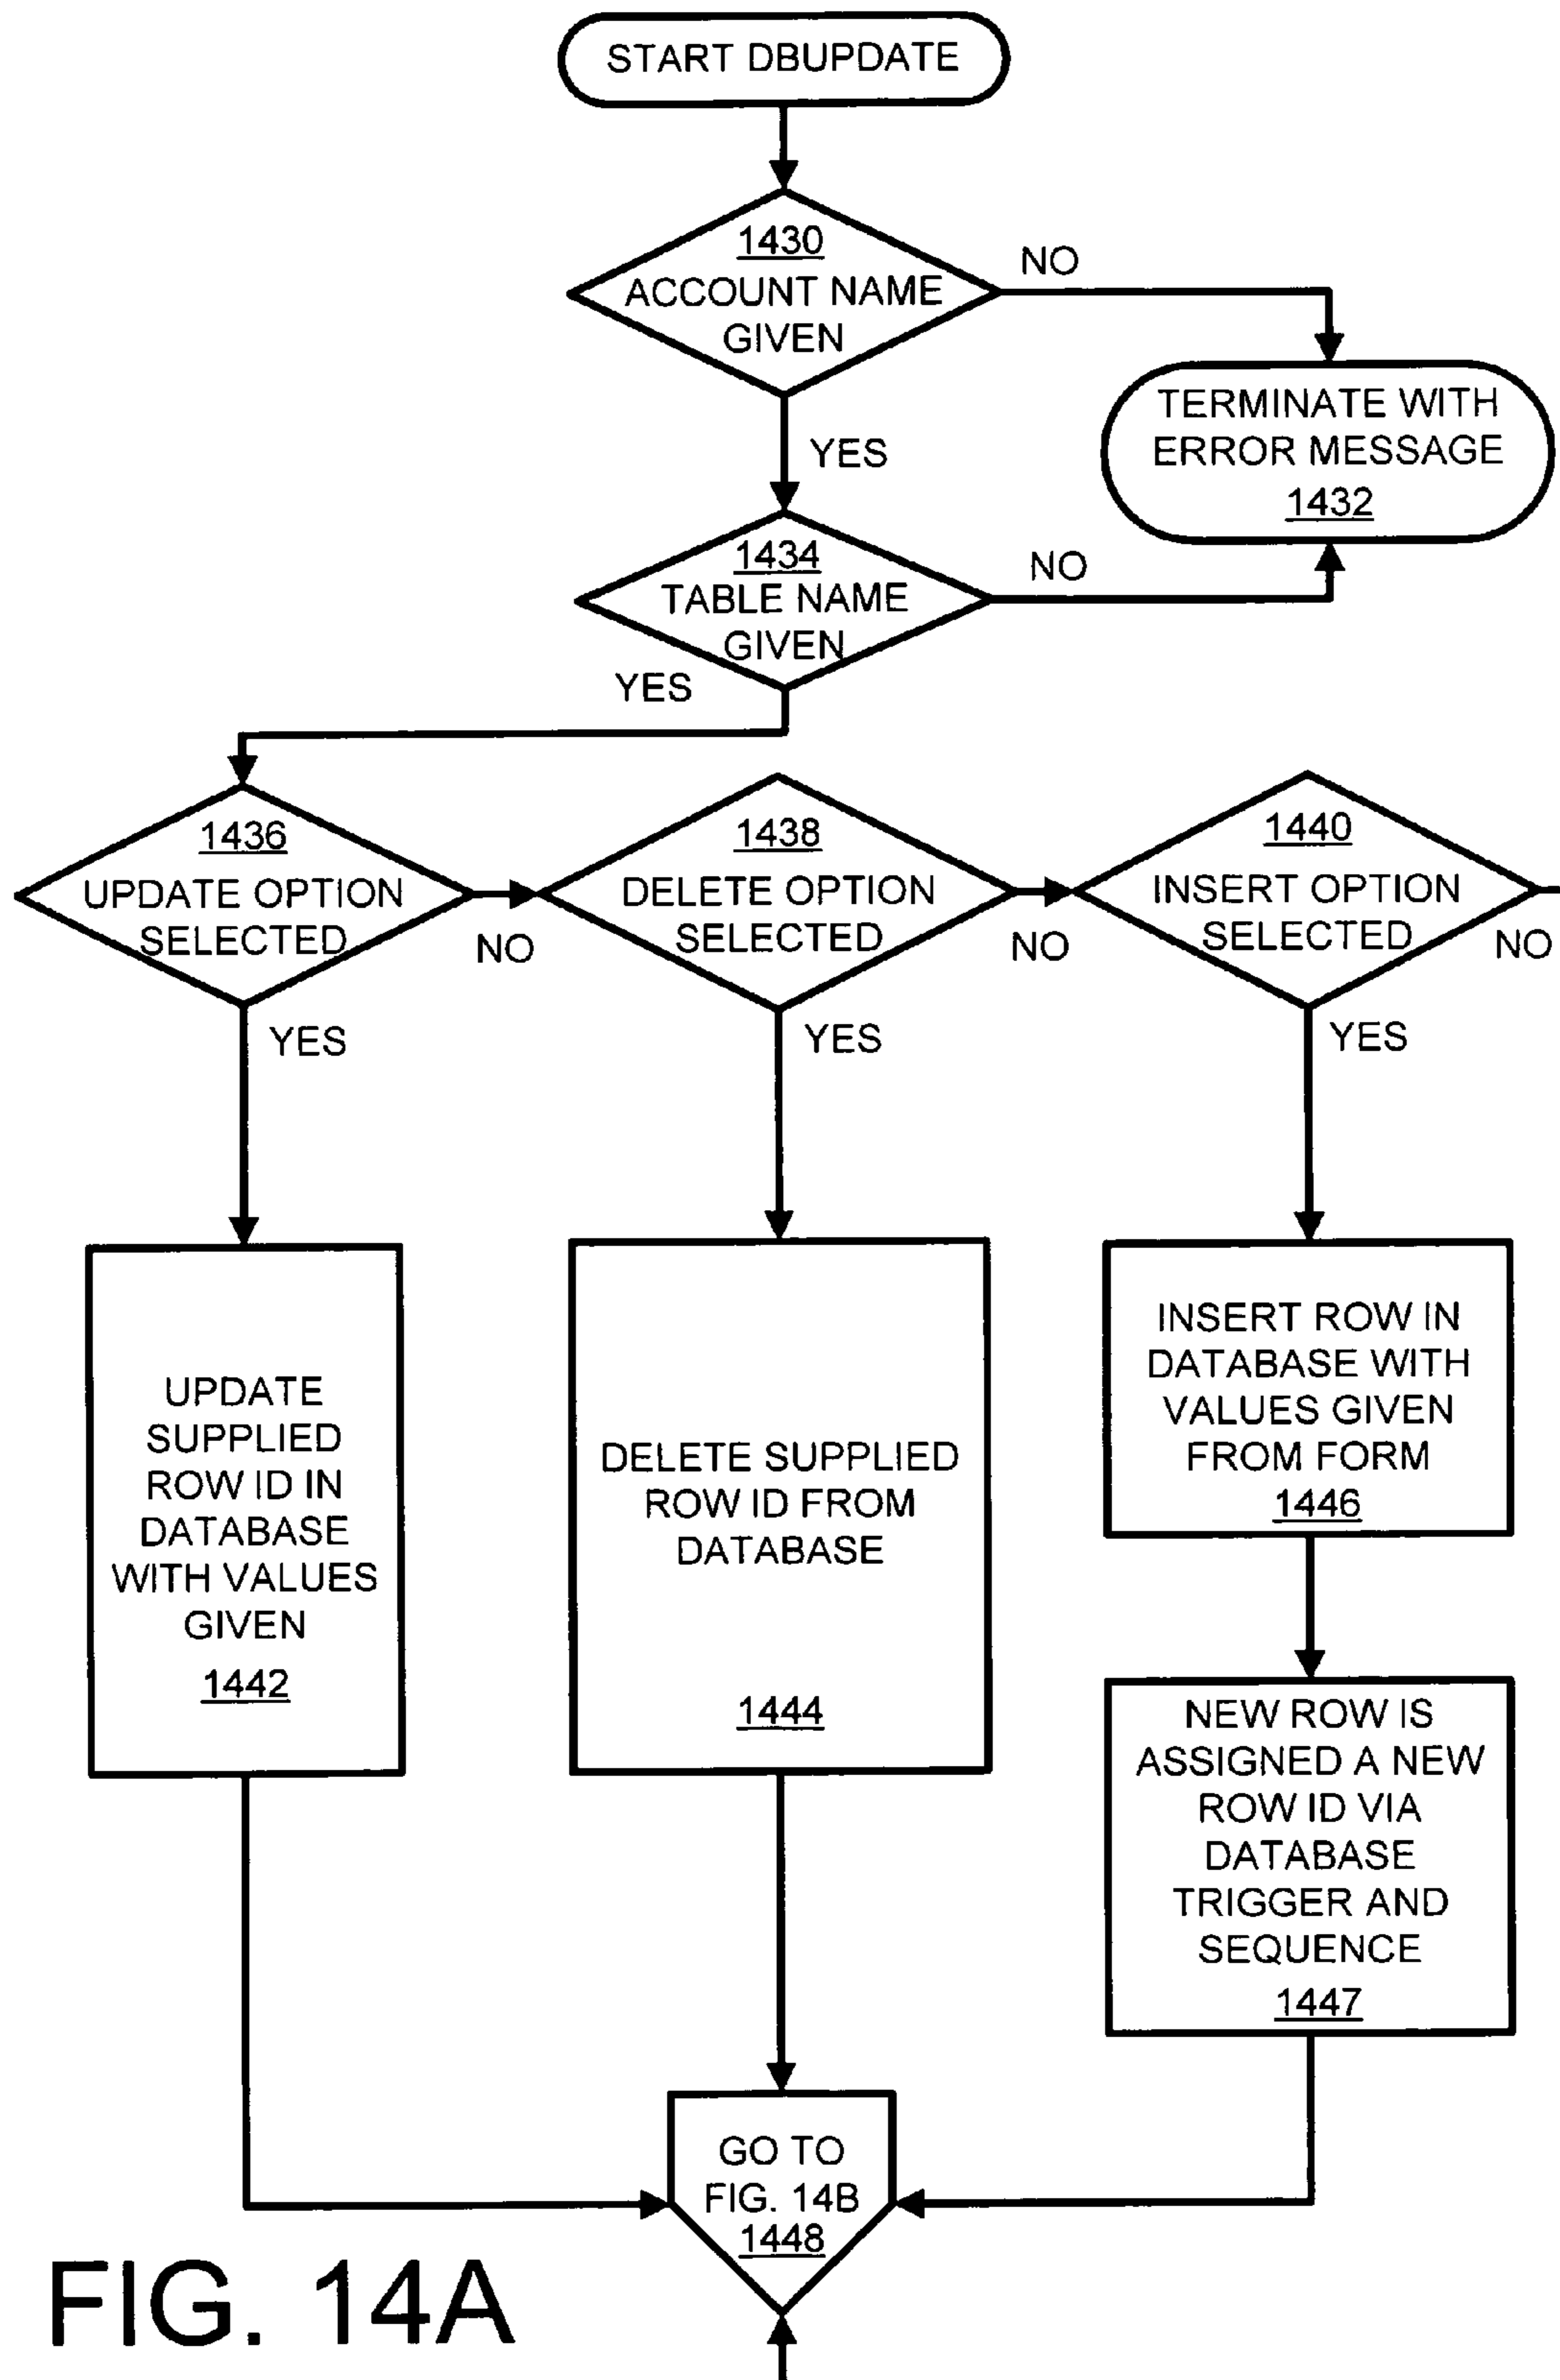 START DBUPDATE
1430
ACCOUNT NAME
GIVEN
NO
TERMINATE WITH
ERROR MESSAGE
1432
YES
1434
TABLE NAME
GIVEN
NO
YES
1436
UPDATE OPTION
SELECTED
NO
YES
1438
DELETE OPTION
SELECTED
NO
YES
1440
INSERT OPTION
SELECTED
NO
YES
UPDATE
SUPPLIED
ROW ID IN
DATABASE
WITH VALUES
GIVEN
1442
DELETE SUPPLIED
ROW ID FROM
DATABASE
1444
INSERT ROW IN
DATABASE WITH
VALUES GIVEN
FROM FORM
1446
NEW ROW IS
ASSIGNED A NEW
ROW ID VIA
DATABASE
TRIGGER AND
SEQUENCE
1447
GO TO
FIG. 14B
1448
FIG. 14A